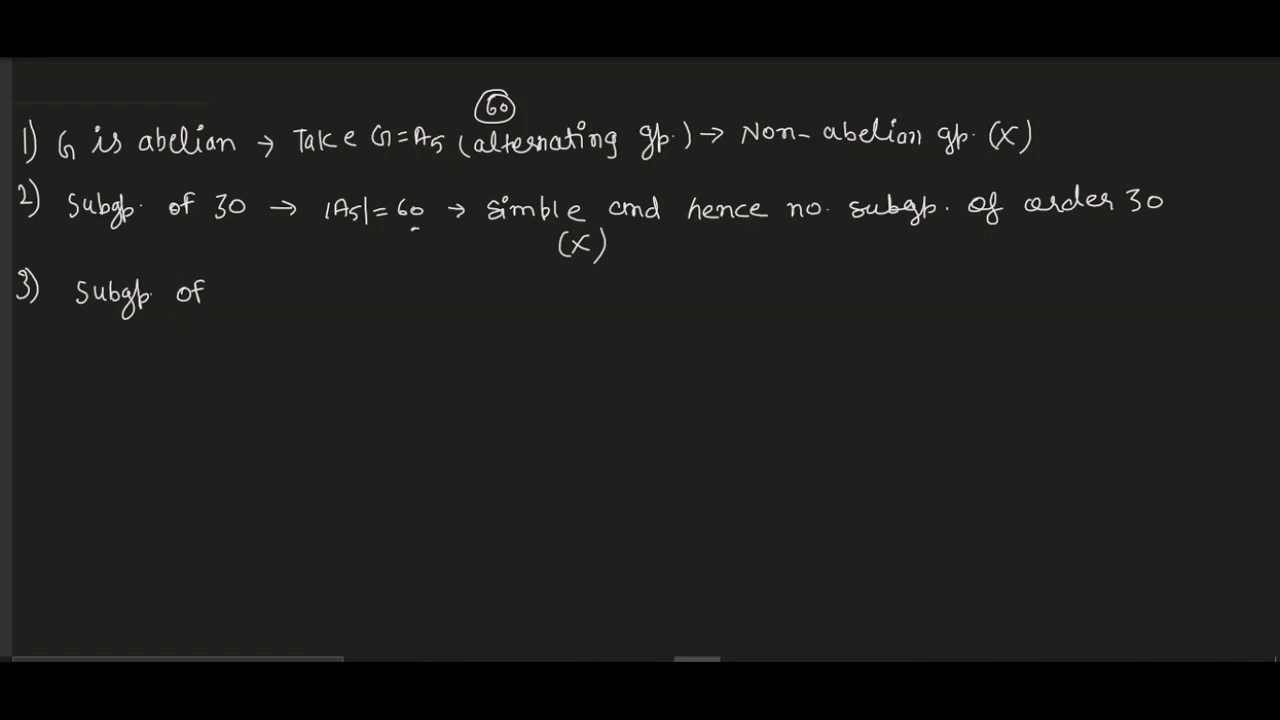 60
1) G is abelian → Take G = A5 (alternating gp.) → Non-abelian gp. (X)
2) Subgp. of 30 → |A5| = 60 → simple and hence no. subgp. of order 30
(X)
3) Subgp. of